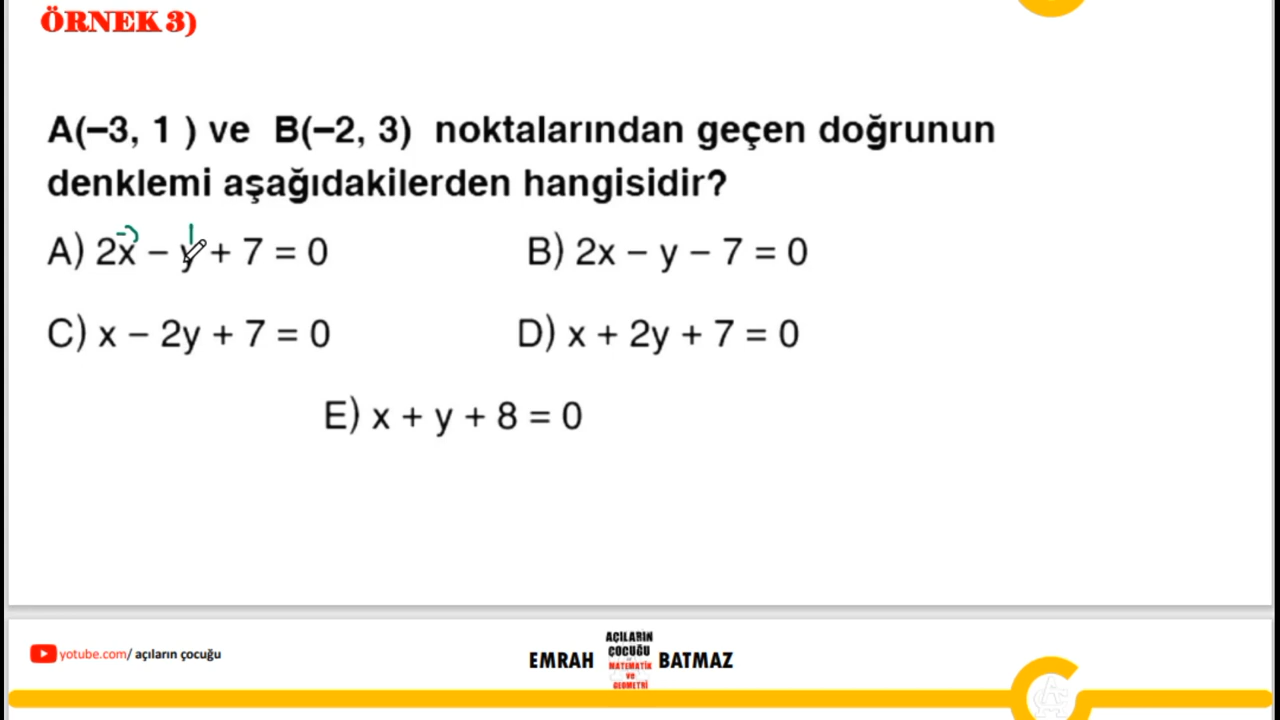 ÖRNEK 3)
A(–3, 1 ) ve B(–2, 3) noktalarından geçen doğrunun
denklemi aşağıdakilerden hangisidir?
A) 2x – y + 7 = 0
B) 2x – y – 7 = 0
C) x – 2y + 7 = 0
D) x + 2y + 7 = 0
E) x + y + 8 = 0
yotube.com/ açıların çocuğu
AÇILARIN
ÇOCUĞU
EMRAH
BATMAZ
MATEMATİK
ve
GEOMETRİ